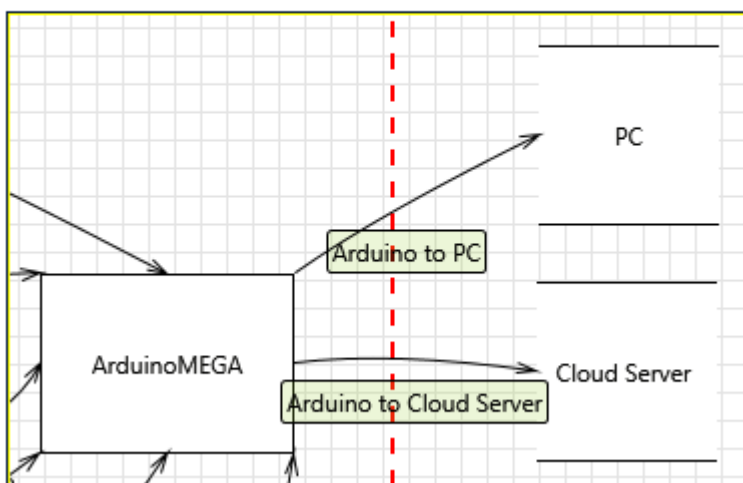 PC
Arduino to PC
ArduinoMEGA
Cloud Server
Arduino to Cloud Server